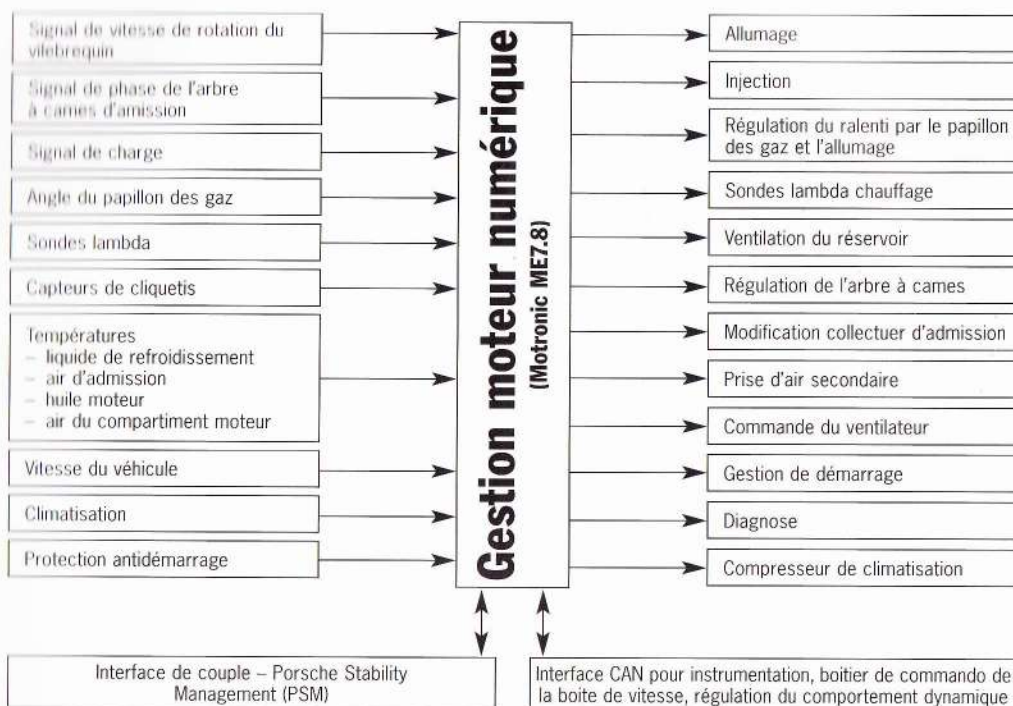 Signal de vitesse de rotation du
vilebrequin
Signal de phase de l'arbre
à cames d'amission
Signal de charge
Angle du papillon des gaz
Sondes lambda
Capteurs de cliquetis
Températures
– liquide de refroidissement
– air d'admission
– huile moteur
– air du compartiment moteur
Vitesse du véhicule
Climatisation
Protection antidémarrage
Gestion moteur numérique
(Motronic ME7.8)
Allumage
Injection
Régulation du ralenti par le papillon
des gaz et l'allumage
Sondes lambda chauffage
Ventilation du réservoir
Régulation de l'arbre à cames
Modification collectuer d'admission
Prise d'air secondaire
Commande du ventilateur
Gestion de démarrage
Diagnose
Compresseur de climatisation
Interface de couple – Porsche Stability
Management (PSM)
Interface CAN pour instrumentation, boitier de commande de
la boite de vitesse, régulation du comportement dynamique